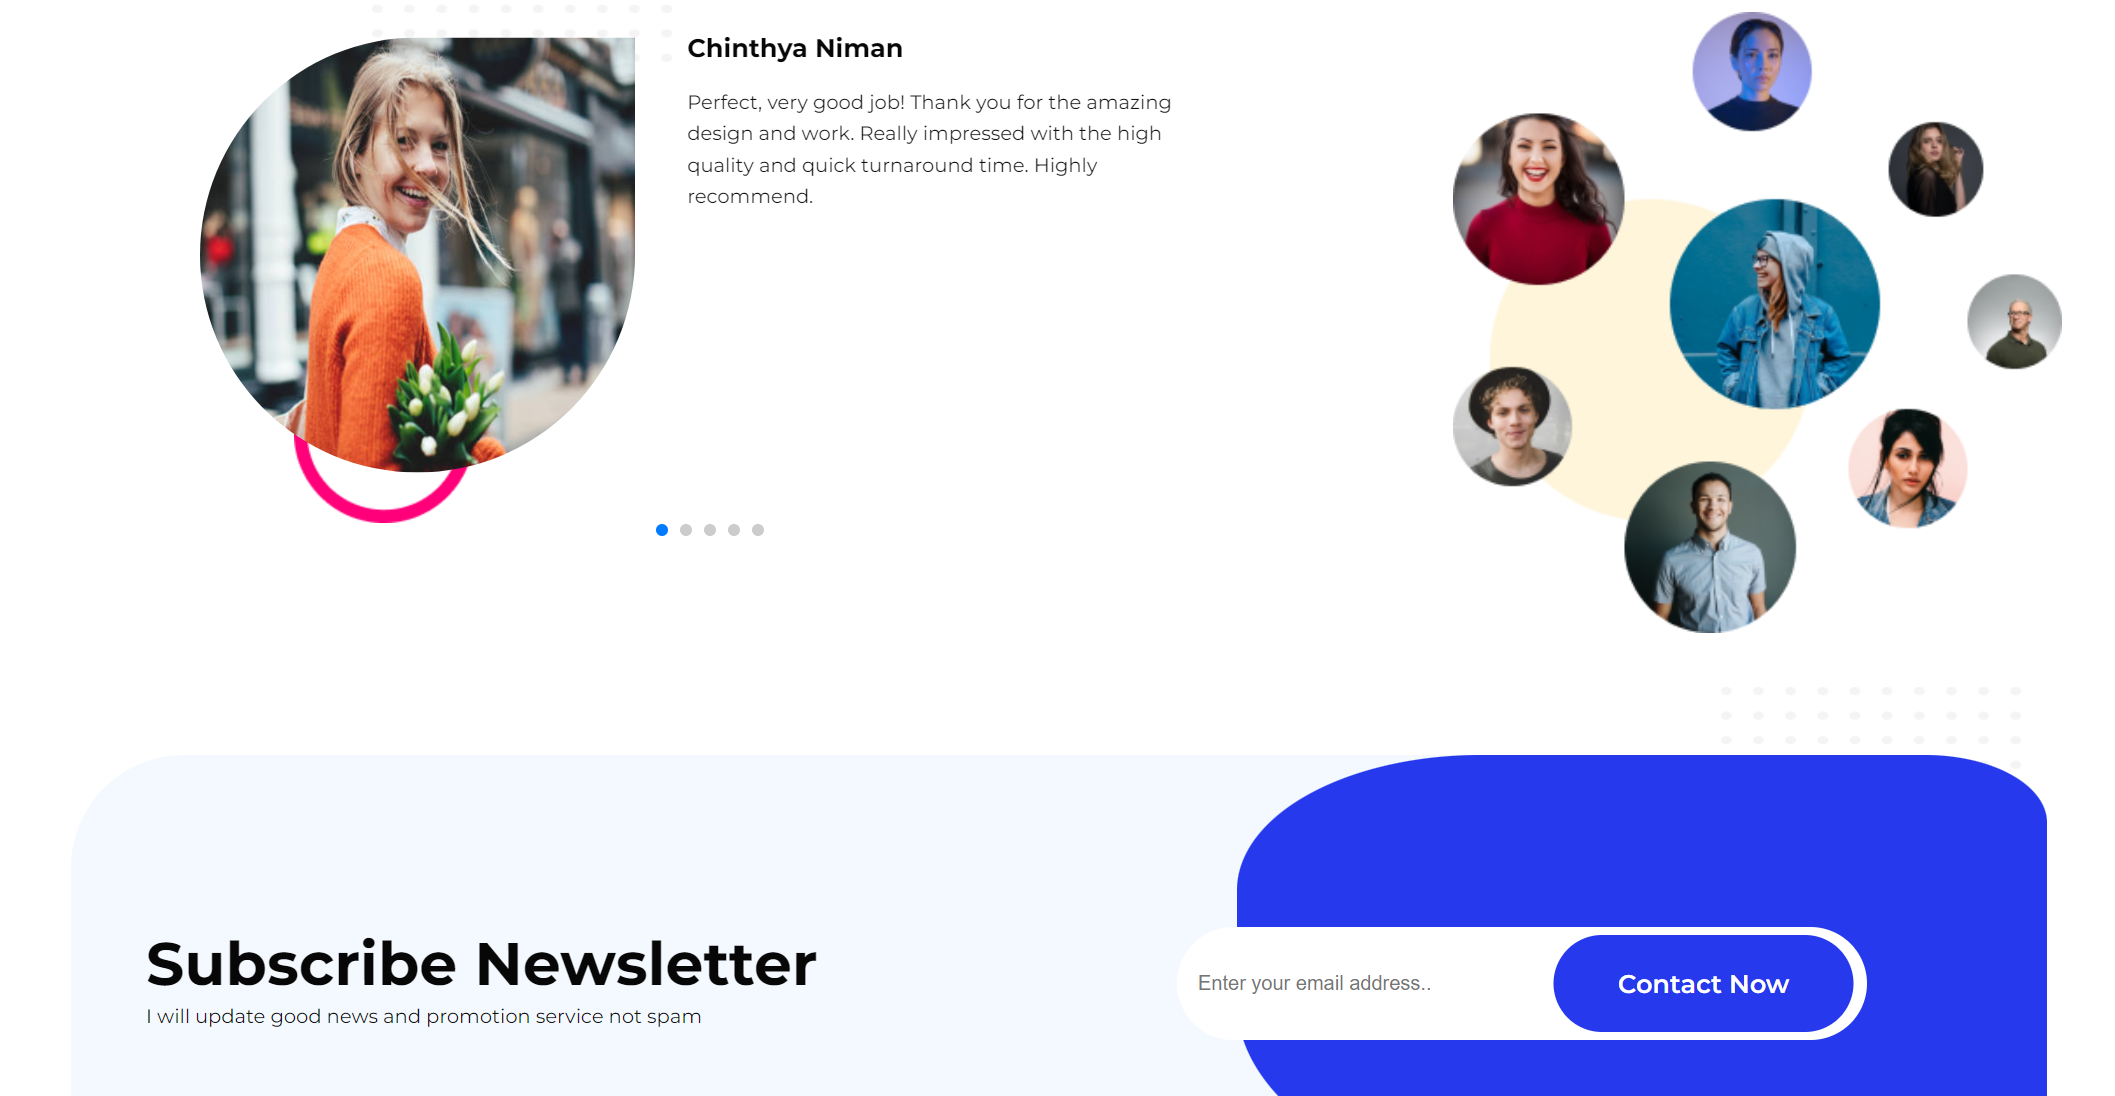 Chinthya Niman
Perfect, very good job! Thank you for the amazing
design and work. Really impressed with the high
quality and quick turnaround time. Highly
recommend.
Subscribe Newsletter
I will update good news and promotion service not spam
Enter your email address..
Contact Now